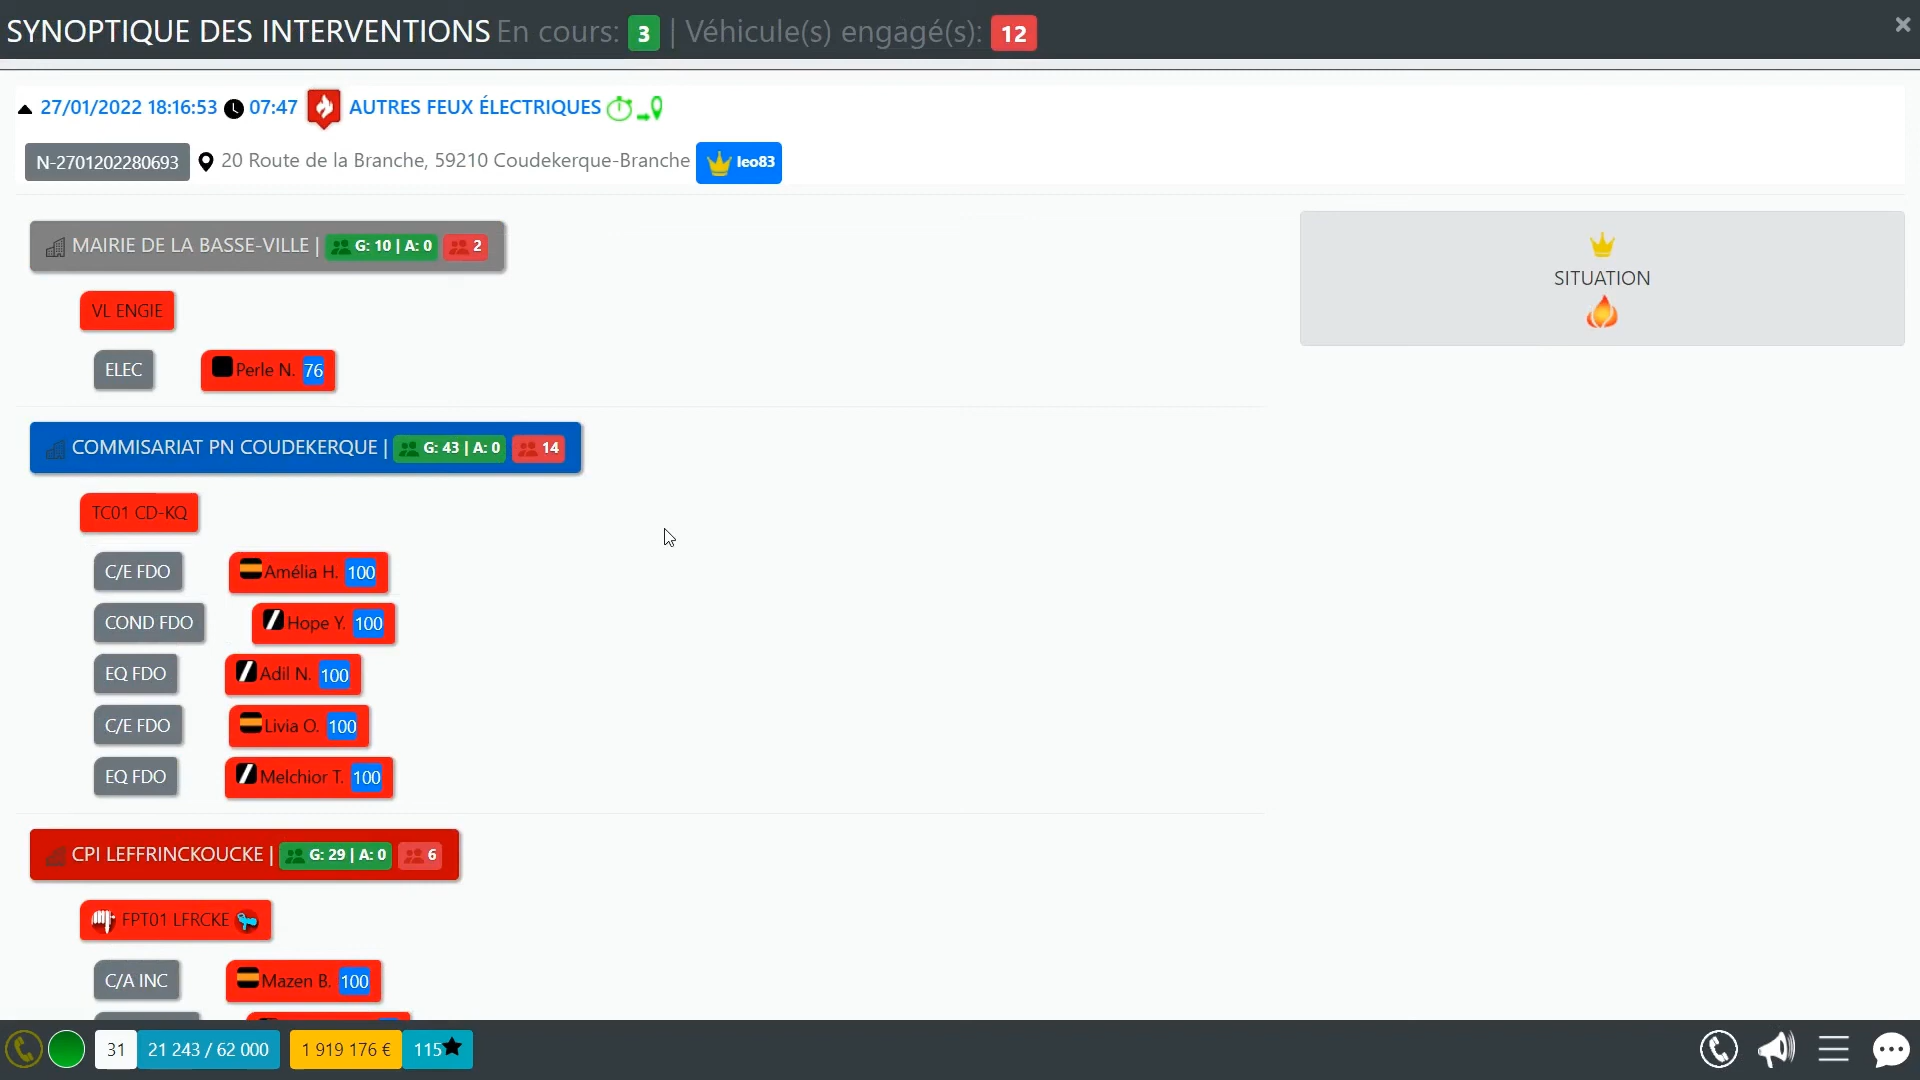 SYNOPTIQUE DES INTERVENTIONS En cours: 3 | Véhicule(s) engagé(s): 12
27/01/2022 18:16:53 07:47 AUTRES FEUX ÉLECTRIQUES
N-2701202280693 20 Route de la Branche, 59210 Coudekerque-Branche leo83
MAIRIE DE LA BASSE-VILLE | G: 10 | A: 0 2
SITUATION
VL ENGIE
ELEC Perle N. 76
COMMISARIAT PN COUDEKERQUE | G: 43 | A: 0 14
TC01 CD-KQ
C/E FDO Amélia H. 100
COND FDO Hope Y. 100
EQ FDO Adil N. 100
C/E FDO Livia O. 100
EQ FDO Melchior T. 100
CPI LEFFRINCKOUCKE | G: 29 | A: 0 6
FPT01 LFRCKE
C/A INC Mazen B. 100
31 21 243 / 62 000 1 919 176 € 115